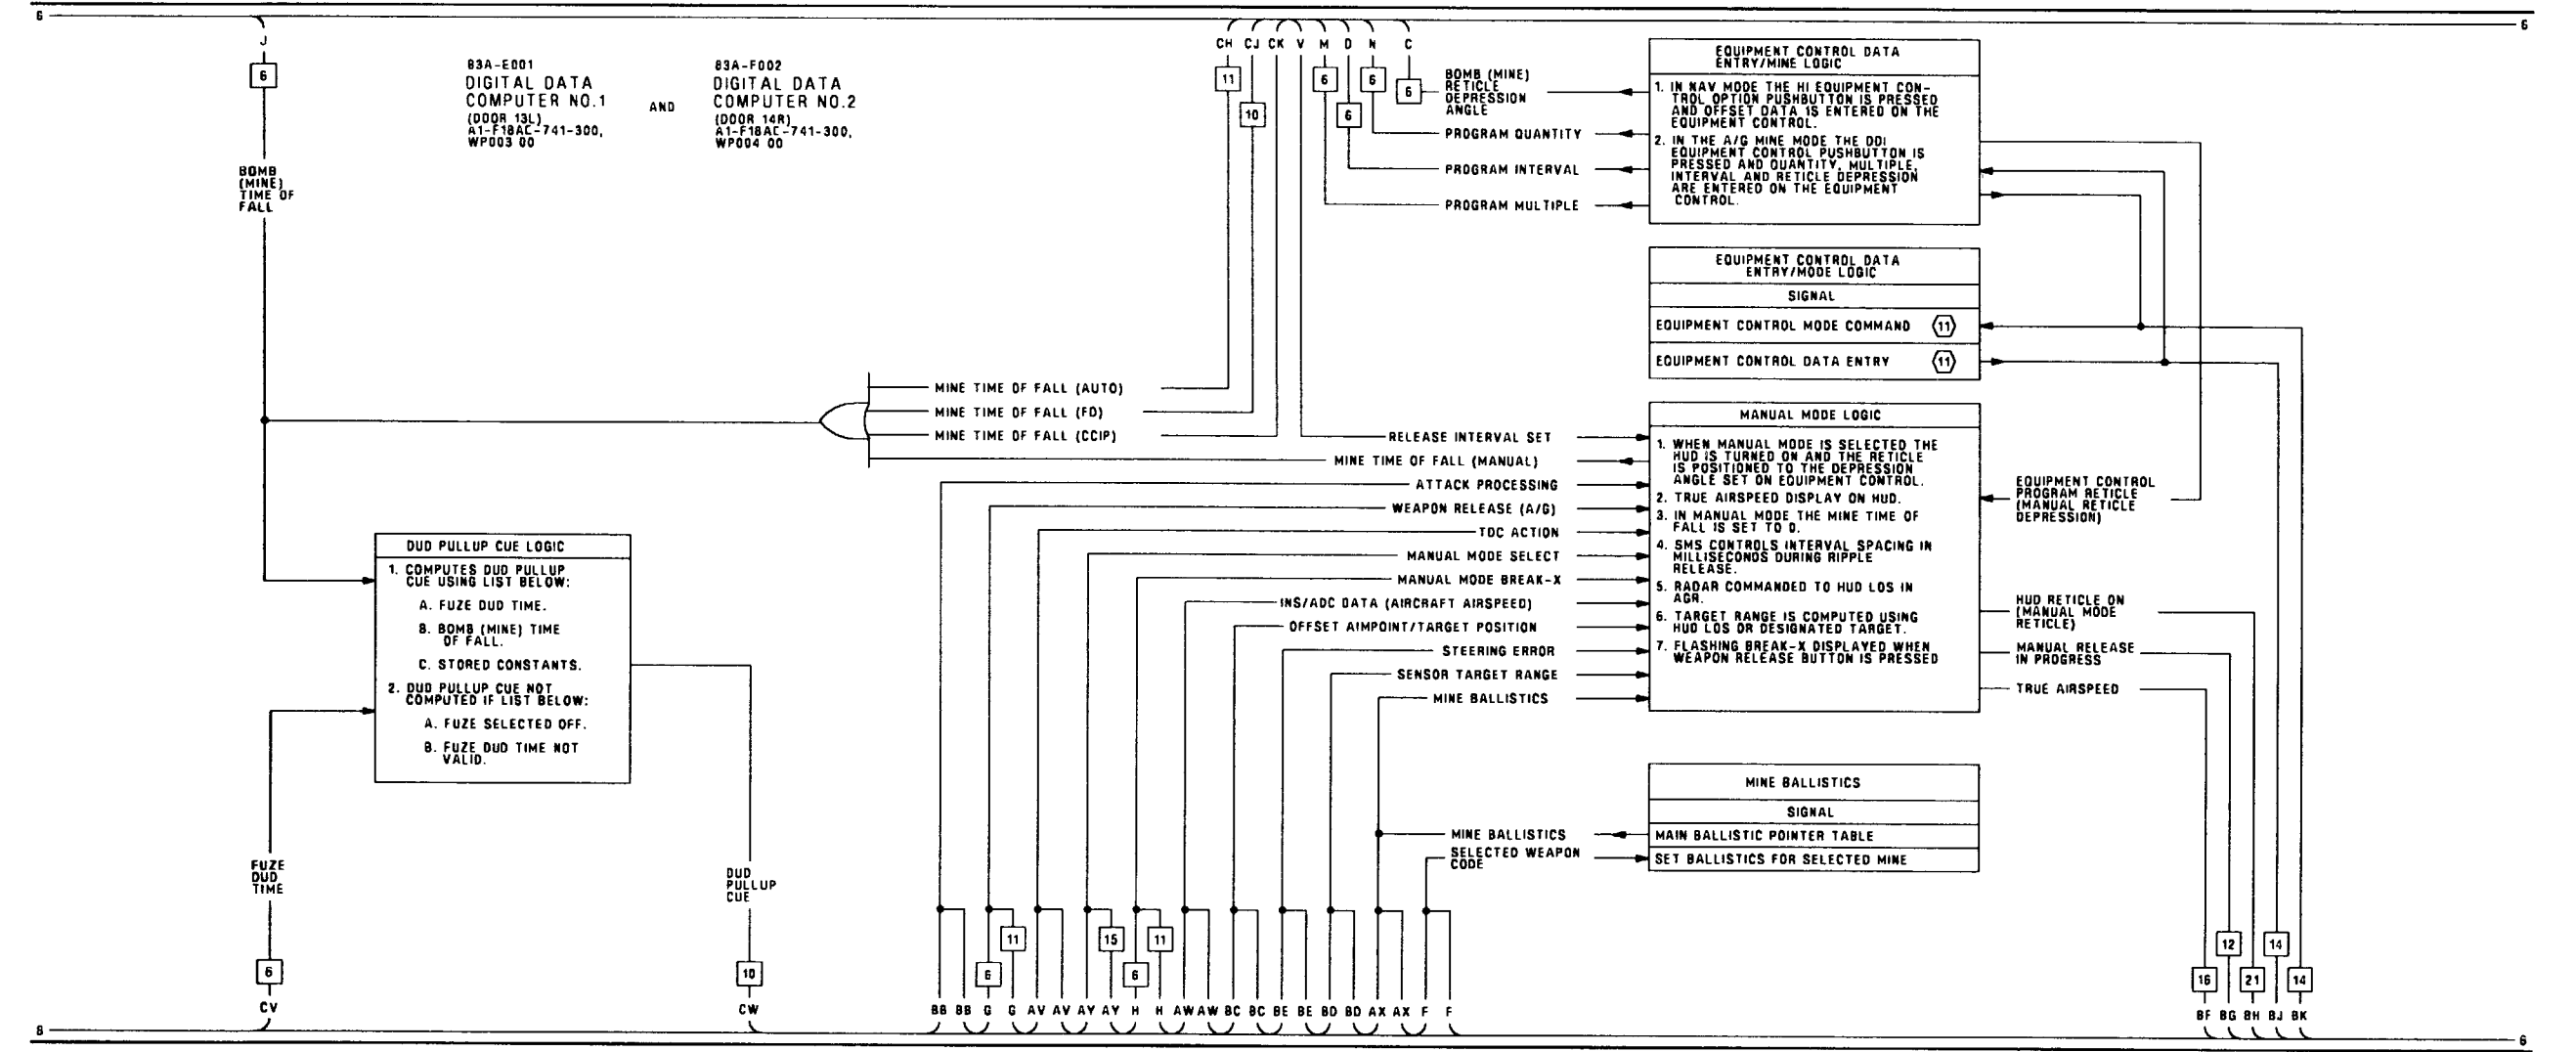 6
6
J
6
BOMB
(MINE)
TIME OF
FALL
83A-E001
DIGITAL DATA
COMPUTER NO.1
(DOOR 13L)
A1-F18AC-741-300,
WP003 00
AND
83A-F002
DIGITAL DATA
COMPUTER NO.2
(DOOR 14R)
A1-F18AC-741-300,
WP004 00
CH CJ CK V M D N C
11
10
6
6
6
6
BOMB (MINE)
RETICLE
DEPRESSION
ANGLE
PROGRAM QUANTITY
PROGRAM INTERVAL
PROGRAM MULTIPLE
EQUIPMENT CONTROL DATA
ENTRY/MINE LOGIC
1. IN NAV MODE THE HI EQUIPMENT CON-
TROL OPTION PUSHBUTTON IS PRESSED
AND OFFSET DATA IS ENTERED ON THE
EQUIPMENT CONTROL.
2. IN THE A/G MINE MODE THE DDI
EQUIPMENT CONTROL PUSHBUTTON IS
PRESSED AND QUANTITY, MULTIPLE,
INTERVAL AND RETICLE DEPRESSION
ARE ENTERED ON THE EQUIPMENT
CONTROL.
EQUIPMENT CONTROL DATA
ENTRY/MODE LOGIC
SIGNAL
EQUIPMENT CONTROL MODE COMMAND 11
EQUIPMENT CONTROL DATA ENTRY 11
MINE TIME OF FALL (AUTO)
MINE TIME OF FALL (FD)
MINE TIME OF FALL (CCIP)
RELEASE INTERVAL SET
MINE TIME OF FALL (MANUAL)
ATTACK PROCESSING
WEAPON RELEASE (A/G)
TDC ACTION
MANUAL MODE SELECT
MANUAL MODE BREAK-X
INS/ADC DATA (AIRCRAFT AIRSPEED)
OFFSET AIMPOINT/TARGET POSITION
STEERING ERROR
SENSOR TARGET RANGE
MINE BALLISTICS
MANUAL MODE LOGIC
1. WHEN MANUAL MODE IS SELECTED THE
HUD IS TURNED ON AND THE RETICLE
IS POSITIONED TO THE DEPRESSION
ANGLE SET ON EQUIPMENT CONTROL.
2. TRUE AIRSPEED DISPLAY ON HUD.
3. IN MANUAL MODE THE MINE TIME OF
FALL IS SET TO 0.
4. SMS CONTROLS INTERVAL SPACING IN
MILLISECONDS DURING RIPPLE
RELEASE.
5. RADAR COMMANDED TO HUD LOS IN
AGR.
6. TARGET RANGE IS COMPUTED USING
HUD LOS OR DESIGNATED TARGET.
7. FLASHING BREAK-X DISPLAYED WHEN
WEAPON RELEASE BUTTON IS PRESSED
EQUIPMENT CONTROL
PROGRAM RETICLE
(MANUAL RETICLE
DEPRESSION)
HUD RETICLE ON
(MANUAL MODE
RETICLE)
MANUAL RELEASE
IN PROGRESS
TRUE AIRSPEED
DUD PULLUP CUE LOGIC
1. COMPUTES DUD PULLUP
CUE USING LIST BELOW:
A. FUZE DUD TIME.
B. BOMB (MINE) TIME
OF FALL.
C. STORED CONSTANTS.
2. DUD PULLUP CUE NOT
COMPUTED IF LIST BELOW:
A. FUZE SELECTED OFF.
B. FUZE DUD TIME NOT
VALID.
MINE BALLISTICS
SIGNAL
MAIN BALLISTIC POINTER TABLE
SET BALLISTICS FOR SELECTED MINE
MINE BALLISTICS
SELECTED WEAPON
CODE
FUZE
DUD
TIME
DUD
PULLUP
CUE
6
CV
10
CW
11
15
11
6
6
BB BB G G AV AV AY AY H H AW AW BC BC BE BE BD BD AX AX F F
12
14
16
21
14
BF BG BH BJ BK
8
6